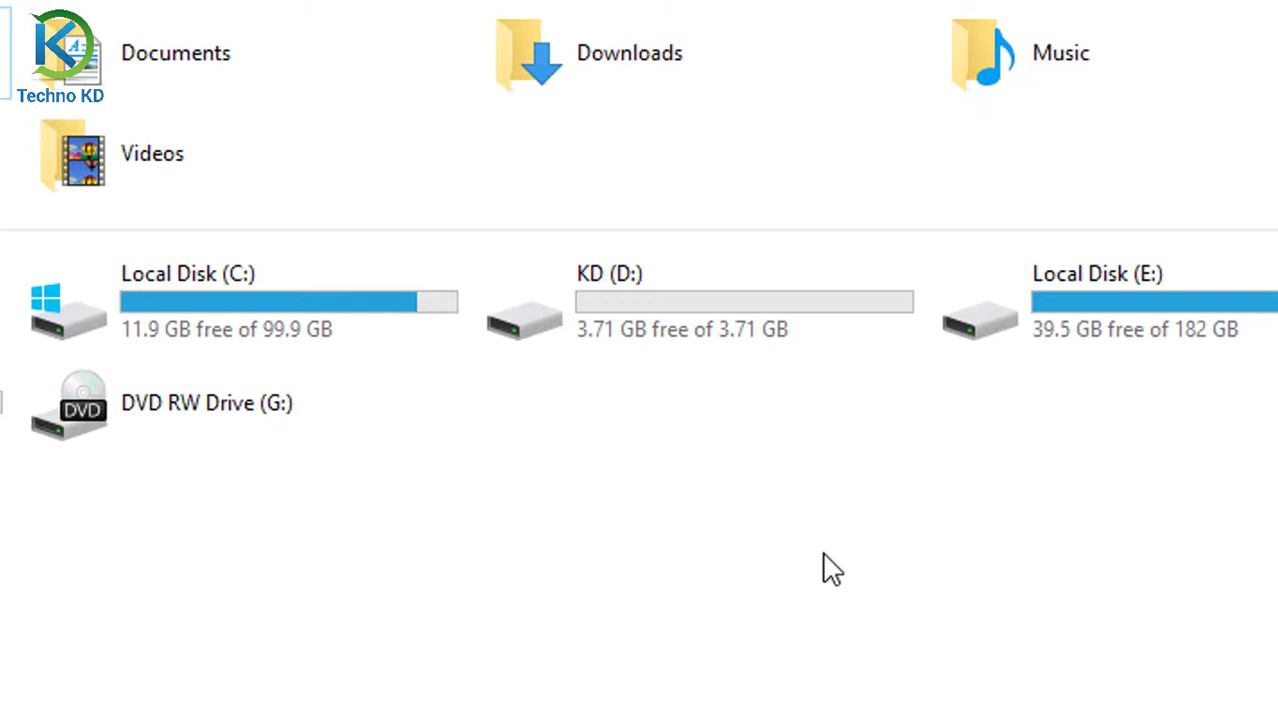 Documents
Downloads
Music
Techno KD
Videos
Local Disk (C:)
11.9 GB free of 99.9 GB
KD (D:)
3.71 GB free of 3.71 GB
Local Disk (E:)
39.5 GB free of 182 GB
DVD
DVD RW Drive (G:)